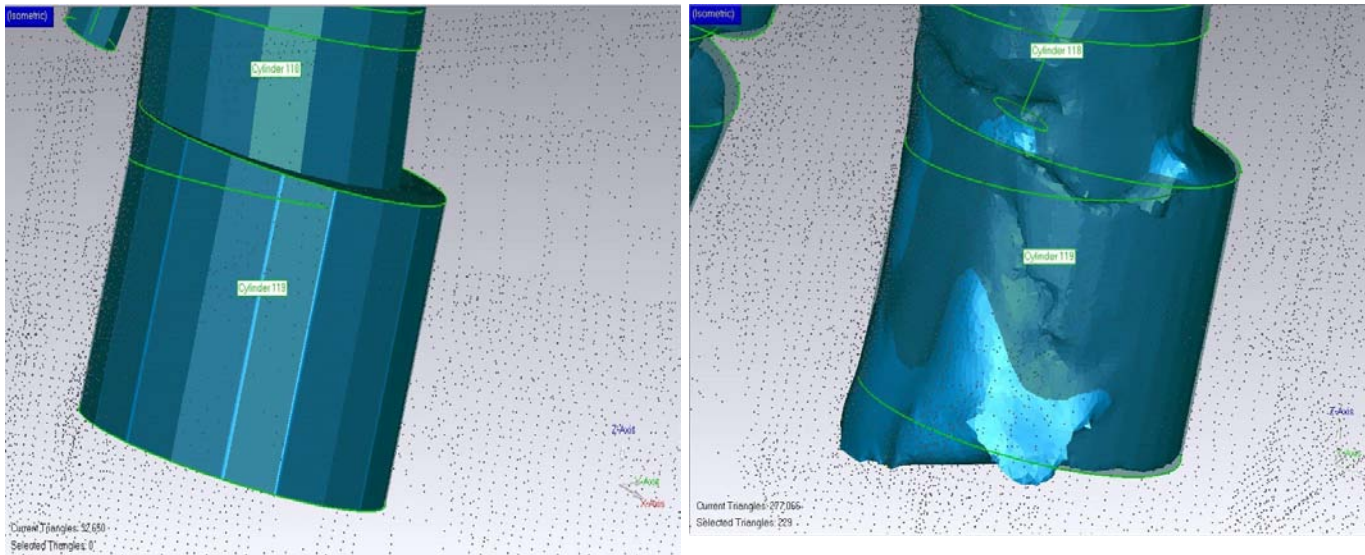 (Isometric)
Cylinder 118
Cylinder 119
Z-Axis
Y-Axis
X-Axis
Current Triangles: 32,650
Selected Triangles: 0
(Isometric)
Cylinder 118
Cylinder 119
Z-Axis
Current Triangles: 277,066
Selected Triangles: 229